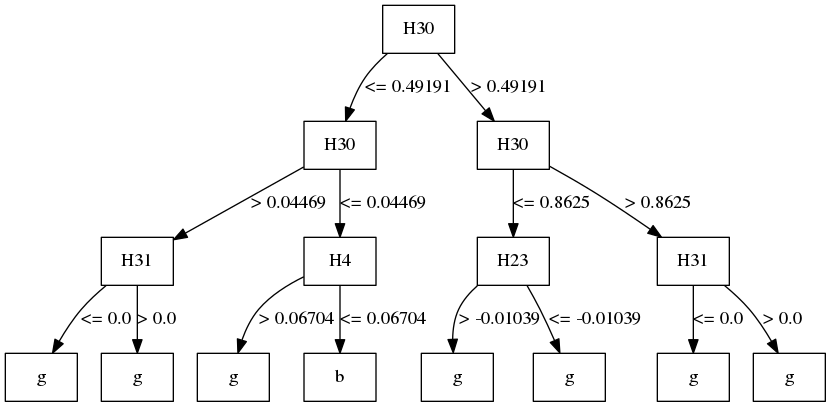 H30
<= 0.49191
> 0.49191
H30
H30
> 0.04469
<= 0.04469
<= 0.8625
> 0.8625
H31
H4
H23
H31
<= 0.0
> 0.0
> 0.06704
<= 0.06704
> -0.01039
<= -0.01039
<= 0.0
> 0.0
g
g
g
b
g
g
g
g